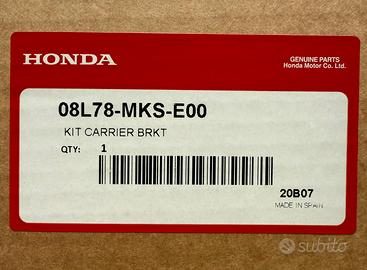 HONDA
GENUINE PARTS
Honda Motor Co. Ltd.
08L78-MKS-E00
KIT CARRIER BRKT
QTY: 1
20B07
MADE IN SPAIN
subito